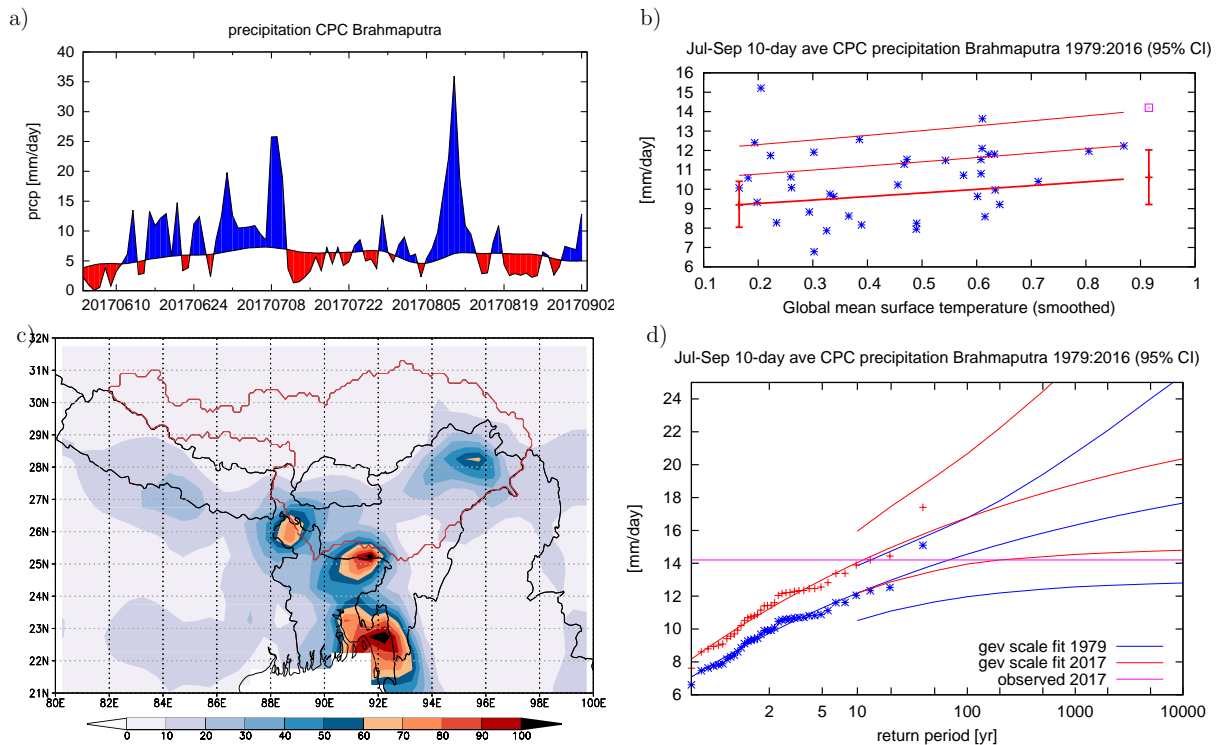 a)
precipitation CPC Brahmaputra
prcp [mm/day]
40
35
30
25
20
15
10
5
0
20170610 20170624 20170708 20170722 20170805 20170819 20170902
b)
Jul-Sep 10-day ave CPC precipitation Brahmaputra 1979:2016 (95% CI)
[mm/day]
16
15
14
13
12
11
10
9
8
7
6
0.1 0.2 0.3 0.4 0.5 0.6 0.7 0.8 0.9 1
Global mean surface temperature (smoothed)
c)
32N
31N
30N
29N
28N
27N
26N
25N
24N
23N
22N
21N
80E 82E 84E 86E 88E 90E 92E 94E 96E 98E 100E
0 10 20 30 40 50 60 70 80 90 100
d)
Jul-Sep 10-day ave CPC precipitation Brahmaputra 1979:2016 (95% CI)
[mm/day]
24
22
20
18
16
14
12
10
8
6
gev scale fit 1979
gev scale fit 2017
observed 2017
2 5 10 100 1000 10000
return period [yr]